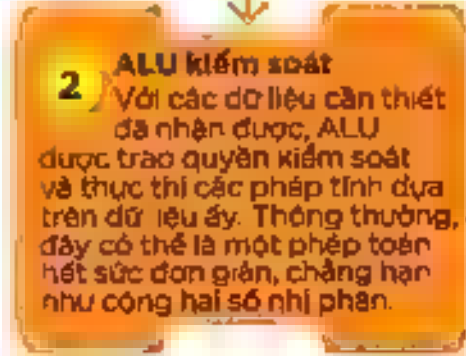 2
ALU kiểm soát
Với các dữ liệu cần thiết
đã nhận được, ALU
được trao quyền kiểm soát
và thực thi các phép tính dựa
trên dữ liệu ấy. Thông thường,
đây có thể là một phép toán
hết sức đơn giản, chẳng hạn
như cộng hai số nhị phân.